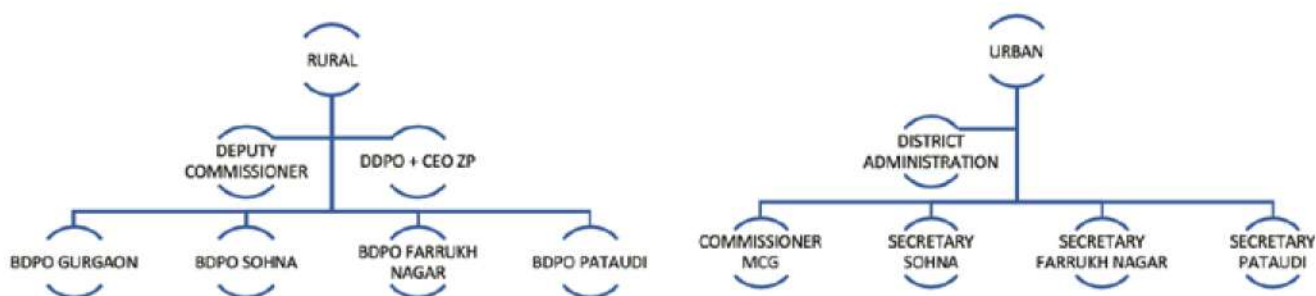 RURAL
DEPUTY
COMMISSIONER
DDPO + CEO ZP
BDPO GURGAON
BDPO SOHNA
BDPO FARRUKH
NAGAR
BDPO PATAUDI
URBAN
DISTRICT
ADMINISTRATION
COMMISSIONER
MCG
SECRETARY
SOHNA
SECRETARY
FARRUKH NAGAR
SECRETARY
PATAUDI